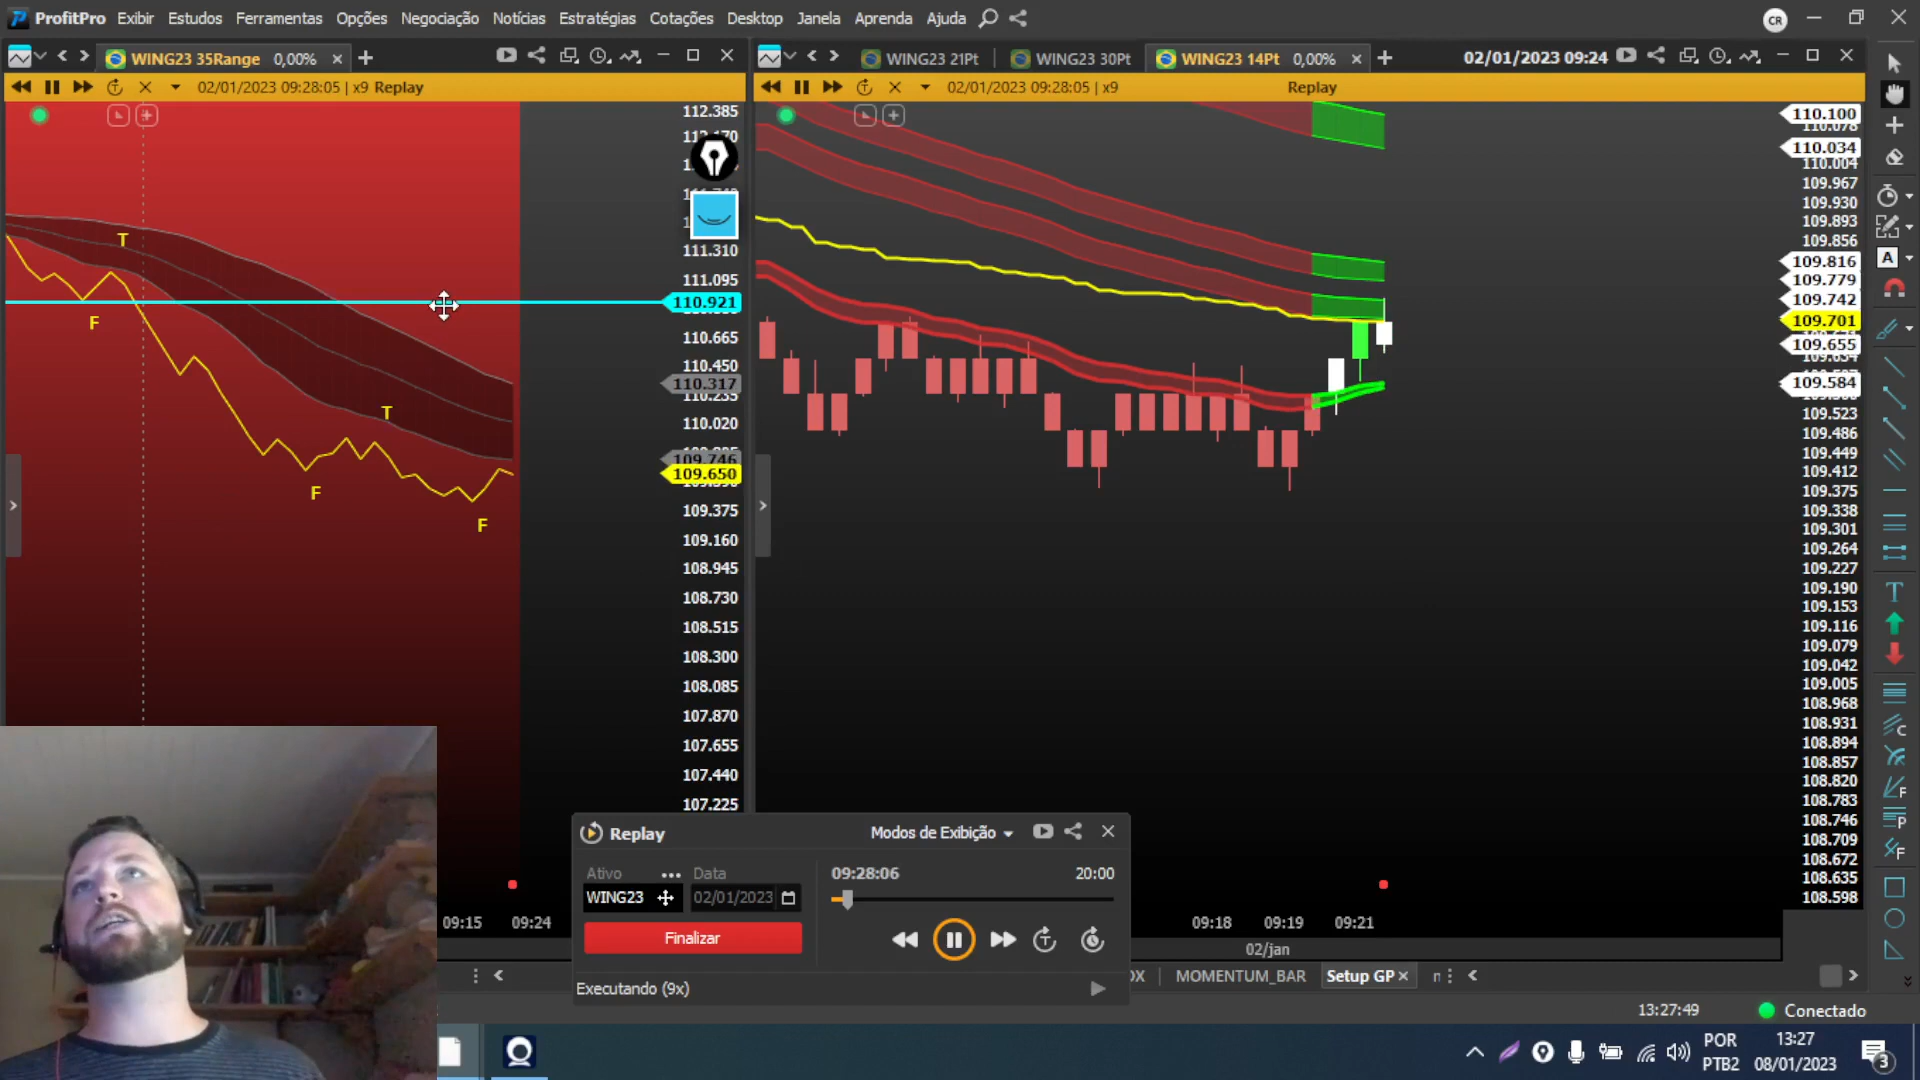 ProfitPro Exibir Estudos Ferramentas Opções Negociação Notícias Estratégias Cotações Desktop Janela Aprenda Ajuda CR
WING23 35Range 0,00%
WING23 21Pt WING23 30Pt WING23 14Pt 0,00% 02/01/2023 09:24
02/01/2023 09:28:05 | x9 Replay
02/01/2023 09:28:05 | x9 Replay
112.385
111.310
111.095
110.921
110.665
110.450
110.317
110.235
110.020
109.746
109.650
109.375
109.160
108.945
108.730
108.515
108.300
108.085
107.870
107.655
107.440
107.225
T
F
T
F
F
110.100
110.078
110.034
110.004
109.967
109.930
109.893
109.856
109.816
109.779
109.742
109.701
109.655
109.584
109.523
109.486
109.449
109.412
109.375
109.338
109.301
109.264
109.227
109.190
109.153
109.116
109.079
109.042
109.005
108.968
108.931
108.894
108.857
108.820
108.783
108.746
108.709
108.672
108.635
108.598
A
T
C
F
P
F
Replay Modos de Exibição
Ativo Data 09:28:06 20:00
WING23 02/01/2023
Finalizar
Executando (9x)
09:15 09:24 09:18 09:19 09:21
02/jan
MOMENTUM_BAR Setup GP
13:27:49 Conectado
POR 13:27
PTB2 08/01/2023 3